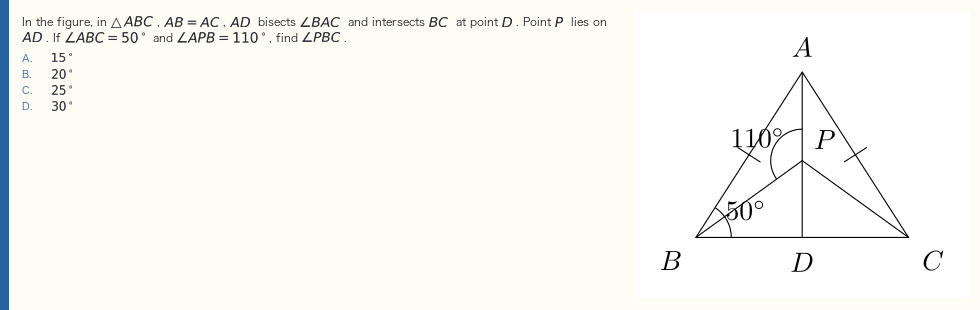 In the figure, in △ABC , AB = AC , AD bisects ∠BAC and intersects BC at point D . Point P lies on
AD . If ∠ABC = 50° and ∠APB = 110° , find ∠PBC .
A. 15°
B. 20°
C. 25°
D. 30°
A
110°
P
50°
B
D
C